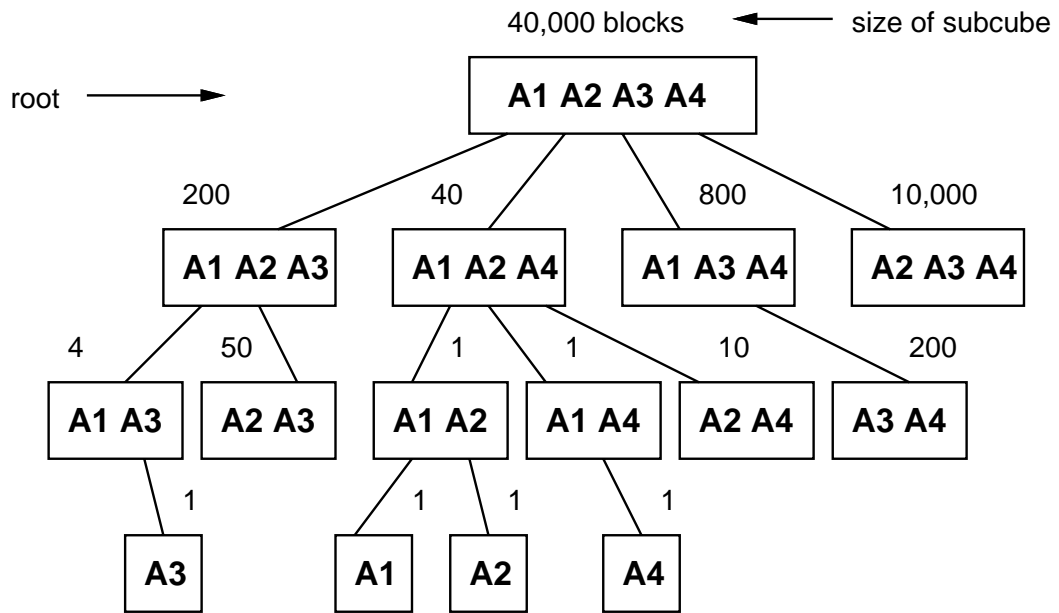 40,000 blocks
size of subcube
root
A1 A2 A3 A4
200
40
800
10,000
A1 A2 A3
A1 A2 A4
A1 A3 A4
A2 A3 A4
4
50
1
1
10
200
A1 A3
A2 A3
A1 A2
A1 A4
A2 A4
A3 A4
1
1
1
1
A3
A1
A2
A4